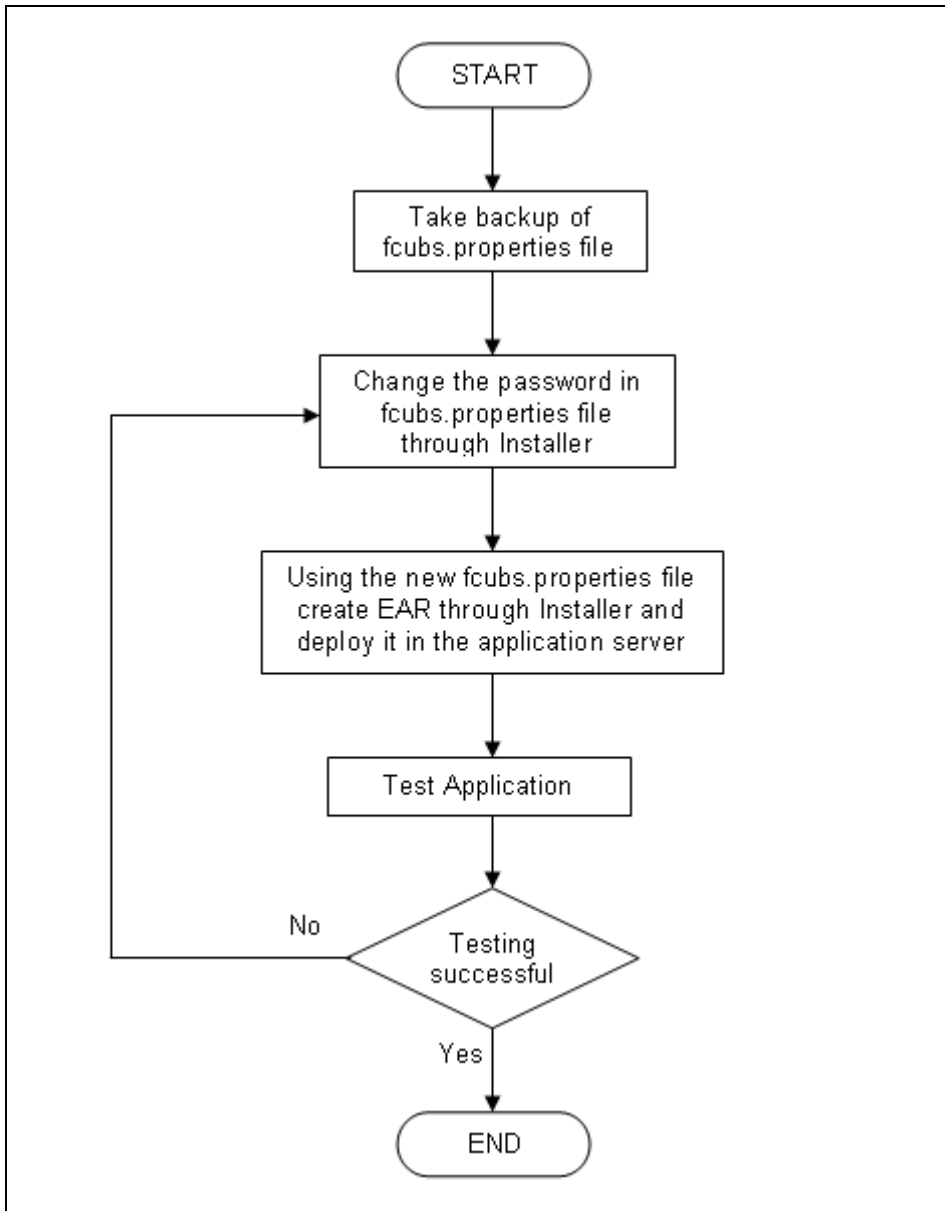 START
Take backup of
fcubs.properties file
Change the password in
fcubs.properties file
through Installer
Using the new fcubs.properties file
create EAR through Installer and
deploy it in the application server
Test Application
No
Testing
successful
Yes
END